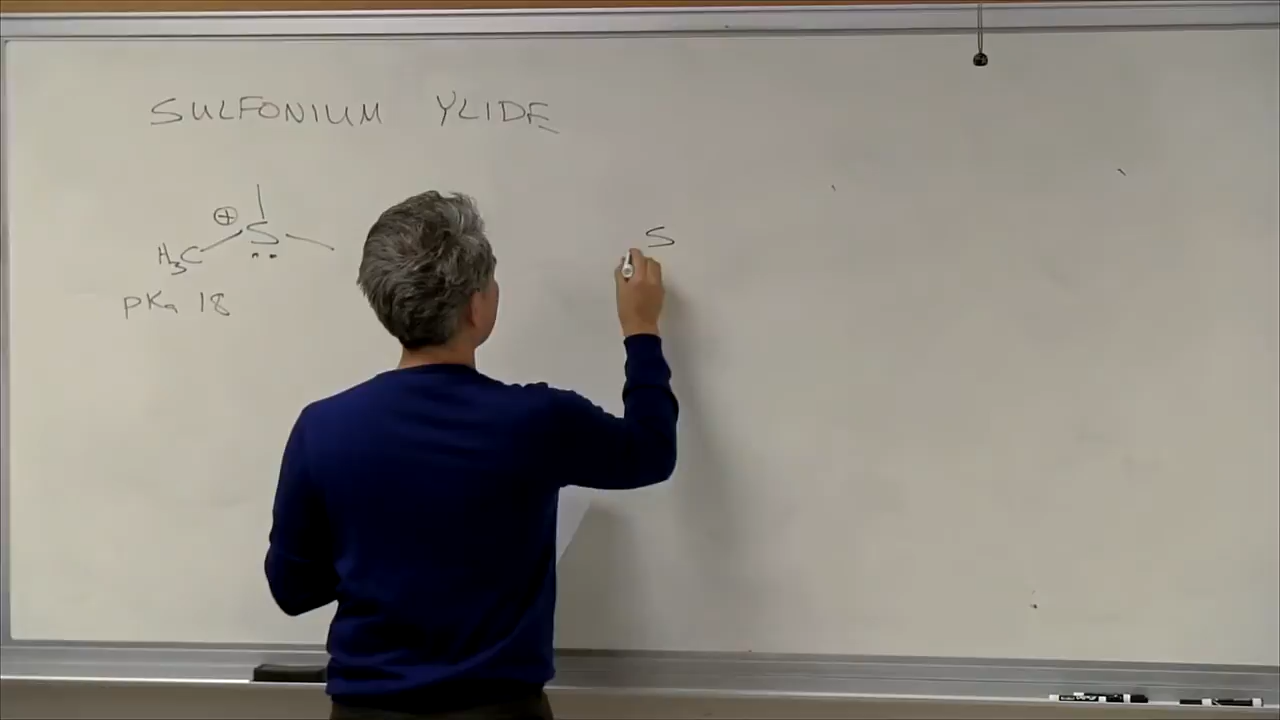 SULFONIUM YLIDE
⊕ S S
H₃C
pKa 18